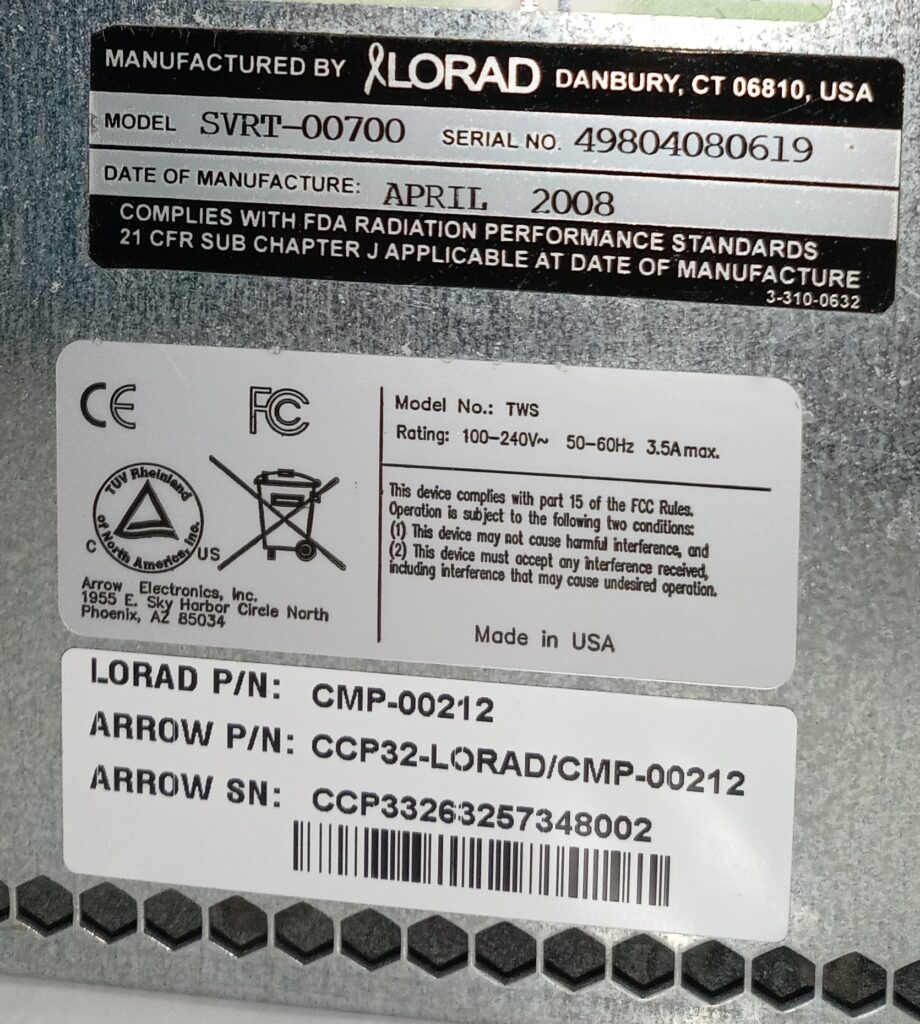 MANUFACTURED BY LORAD DANBURY, CT 06810, USA
MODEL SVRT-00700 SERIAL NO. 49804080619
DATE OF MANUFACTURE: APRIL 2008
COMPLIES WITH FDA RADIATION PERFORMANCE STANDARDS
21 CFR SUB CHAPTER J APPLICABLE AT DATE OF MANUFACTURE
3-310-0632
CE FC
TUV Rheinland
of North America, Inc.
C US
Arrow Electronics, Inc.
1955 E. Sky Harbor Circle North
Phoenix, AZ 85034
Model No.: TWS
Rating: 100-240V~ 50-60Hz 3.5A max.
This device complies with part 15 of the FCC Rules.
Operation is subject to the following two conditions:
(1) This device may not cause harmful interference, and
(2) This device must accept any interference received,
including interference that may cause undesired operation.
Made in USA
LORAD P/N: CMP-00212
ARROW P/N: CCP32-LORAD/CMP-00212
ARROW SN: CCP33263257348002